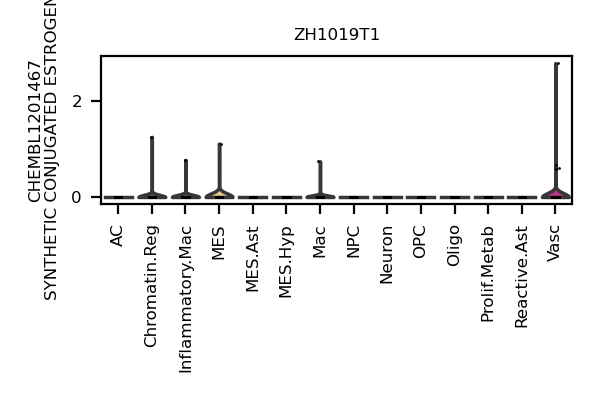 ZH1019T1
CHEMBL1201467
SYNTHETIC CONJUGATED ESTROGEN
2
0
AC
Chromatin.Reg
Inflammatory.Mac
MES
MES.Ast
MES.Hyp
Mac
NPC
Neuron
OPC
Oligo
Prolif.Metab
Reactive.Ast
Vasc